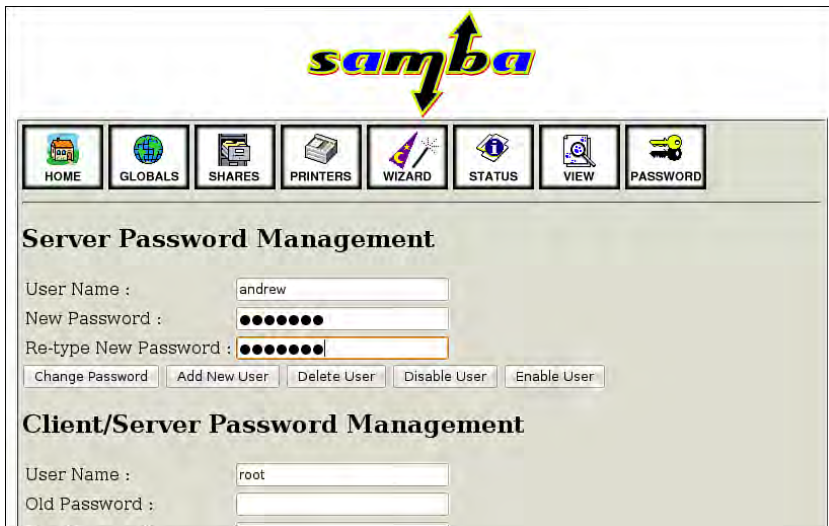 samba
HOME GLOBALS SHARES PRINTERS WIZARD STATUS VIEW PASSWORD
Server Password Management
User Name : andrew
New Password : ●●●●●●●
Re-type New Password : ●●●●●●●
Change Password Add New User Delete User Disable User Enable User
Client/Server Password Management
User Name : root
Old Password :